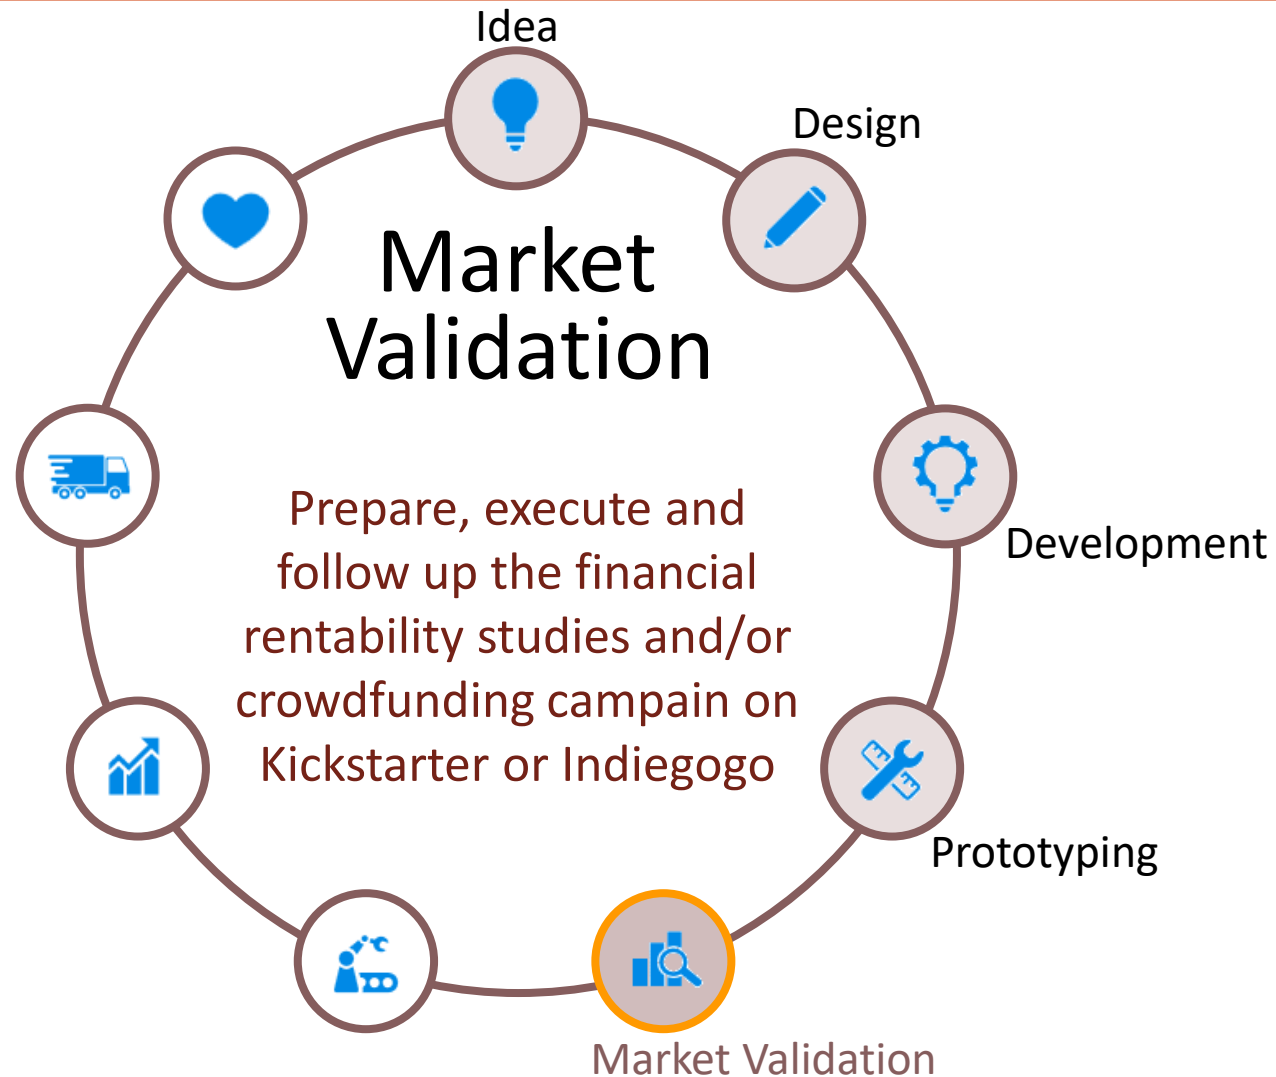 Idea
Design
Market
Validation
Prepare, execute and
follow up the financial
rentability studies and/or
crowdfunding campain on
Kickstarter or Indiegogo
Development
Prototyping
Market Validation